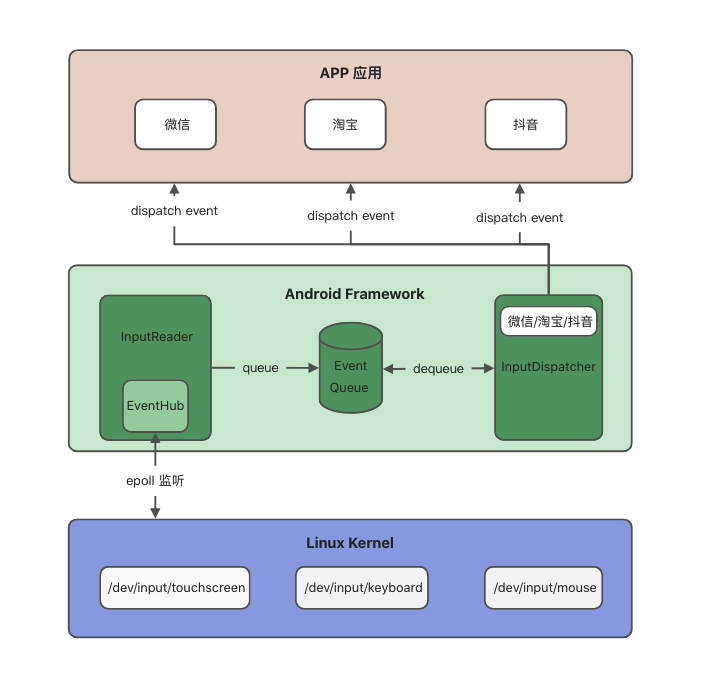 APP 应用
微信
淘宝
抖音
dispatch event
dispatch event
dispatch event
Android Framework
InputReader
EventHub
queue
Event
Queue
dequeue
微信/淘宝/抖音
InputDispatcher
epoll 监听
Linux Kernel
/dev/input/touchscreen
/dev/input/keyboard
/dev/input/mouse